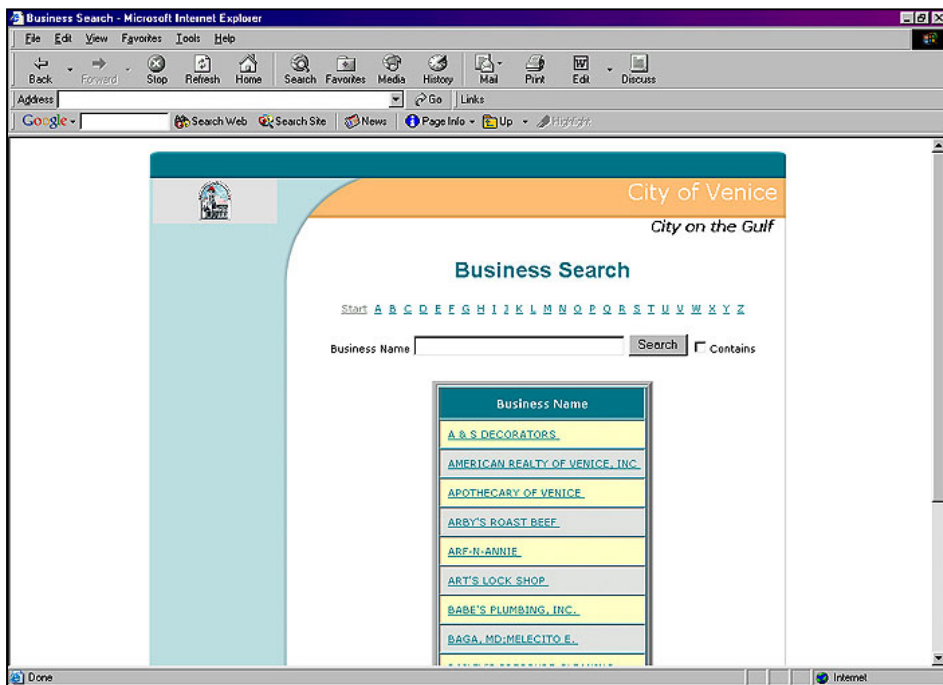 Business Search - Microsoft Internet Explorer
File Edit View Favorites Tools Help
Back Forward Stop Refresh Home Search Favorites Media History Mail Print Edit Discuss
Address Go Links
Google Search Web Search Site News Page Info Up Highlight
City of Venice
City on the Gulf
Business Search
Start A B C D E F G H I J K L M N O P Q R S T U V W X Y Z
Business Name Search Contains
Business Name
A & S DECORATORS
AMERICAN REALTY OF VENICE, INC
APOTHECARY OF VENICE
ARBY'S ROAST BEEF
ARF-N-ANNIE
ART'S LOCK SHOP
BABE'S PLUMBING, INC.
BAGA, MD;MELECITO E.
Done Internet